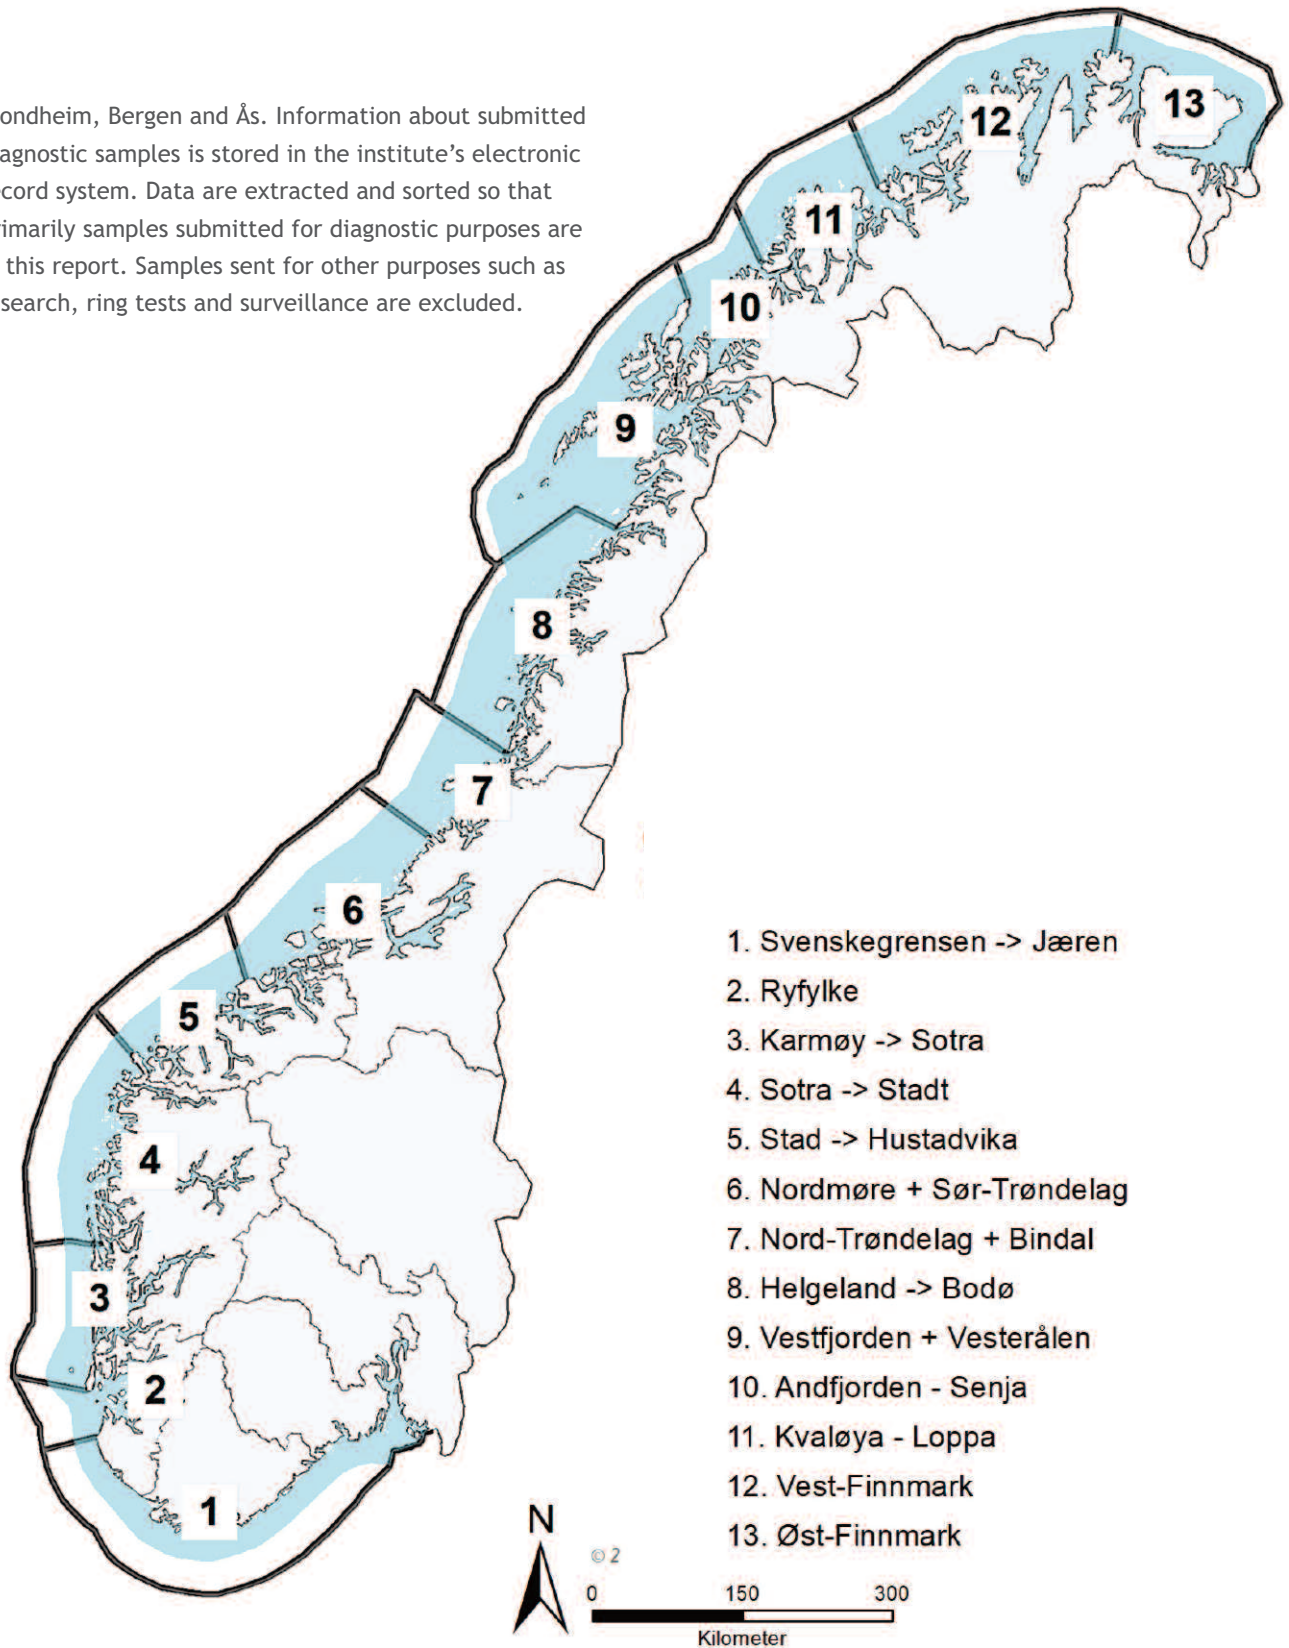 ondheim, Bergen and Ås. Information about submitted
agnostic samples is stored in the institute's electronic
cord system. Data are extracted and sorted so that
rimarily samples submitted for diagnostic purposes are
this report. Samples sent for other purposes such as
search, ring tests and surveillance are excluded.
13
12
11
10
9
8
7
6
5
4
3
2
1
1. Svenskegrensen -> Jæren
2. Ryfylke
3. Karmøy -> Sotra
4. Sotra -> Stadt
5. Stad -> Hustadvika
6. Nordmøre + Sør-Trøndelag
7. Nord-Trøndelag + Bindal
8. Helgeland -> Bodø
9. Vestfjorden + Vesterålen
10. Andfjorden - Senja
11. Kvaløya - Loppa
12. Vest-Finnmark
13. Øst-Finnmark
N
© 2
0 150 300
Kilometer